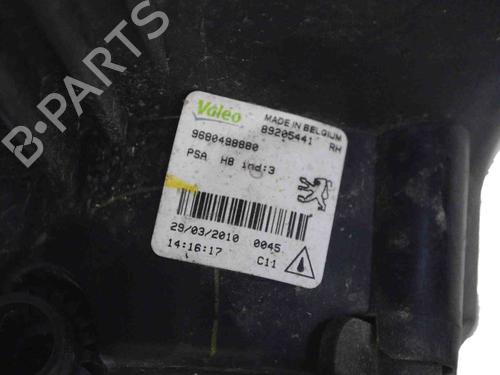 Valeo MADE IN BELGIUM
89205441 RH
9680498880
PSA H8 ind:3
29/03/2010 0045
14:16:17 C11
B-PARTS